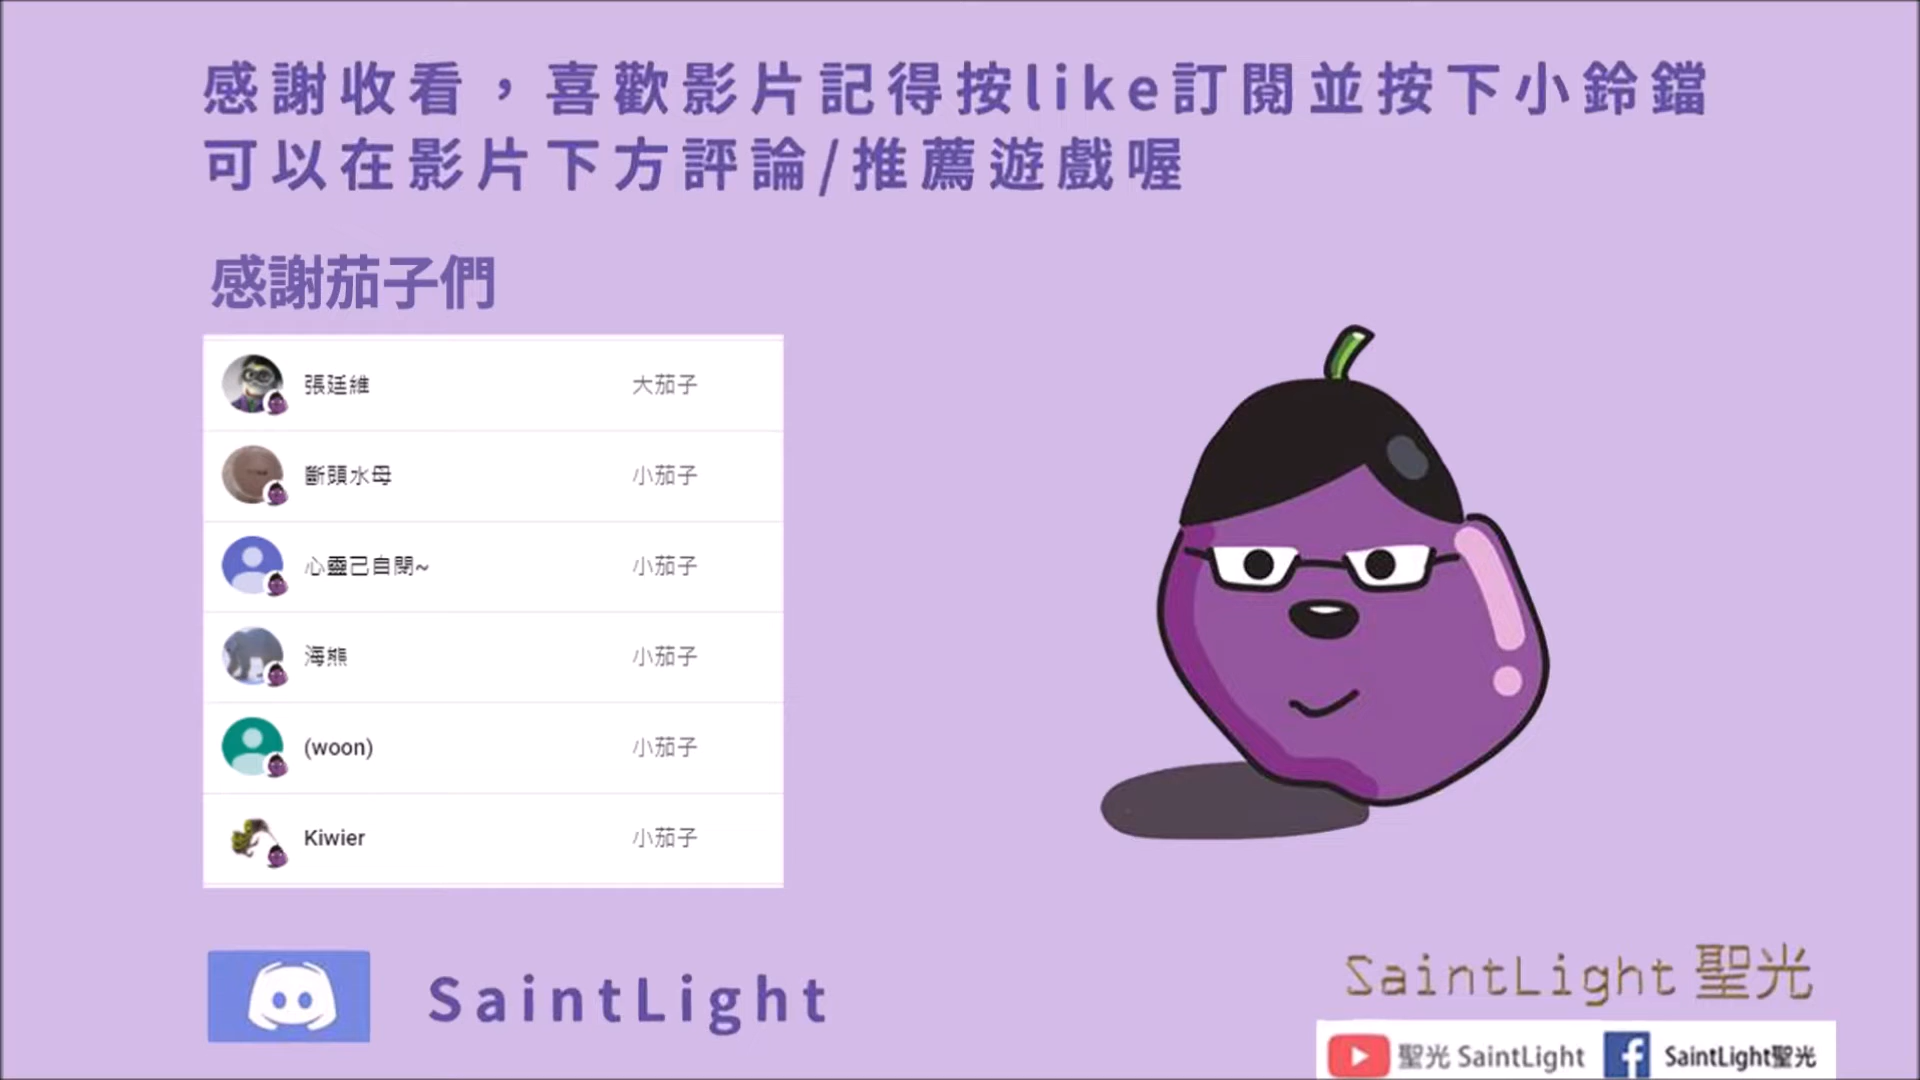 感謝收看，喜歡影片記得按like訂閱並按下小鈴鐺
可以在影片下方評論/推薦遊戲喔
感謝茄子們
張廷維 大茄子
斷頭水母 小茄子
心靈己自閉~ 小茄子
海熊 小茄子
(woon) 小茄子
Kiwier 小茄子
SaintLight
SaintLight 聖光
聖光 SaintLight
SaintLight聖光